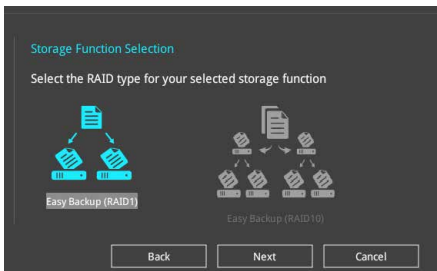 Storage Function Selection
Select the RAID type for your selected storage function
Easy Backup (RAID1)
Easy Backup (RAID10)
Back
Next
Cancel